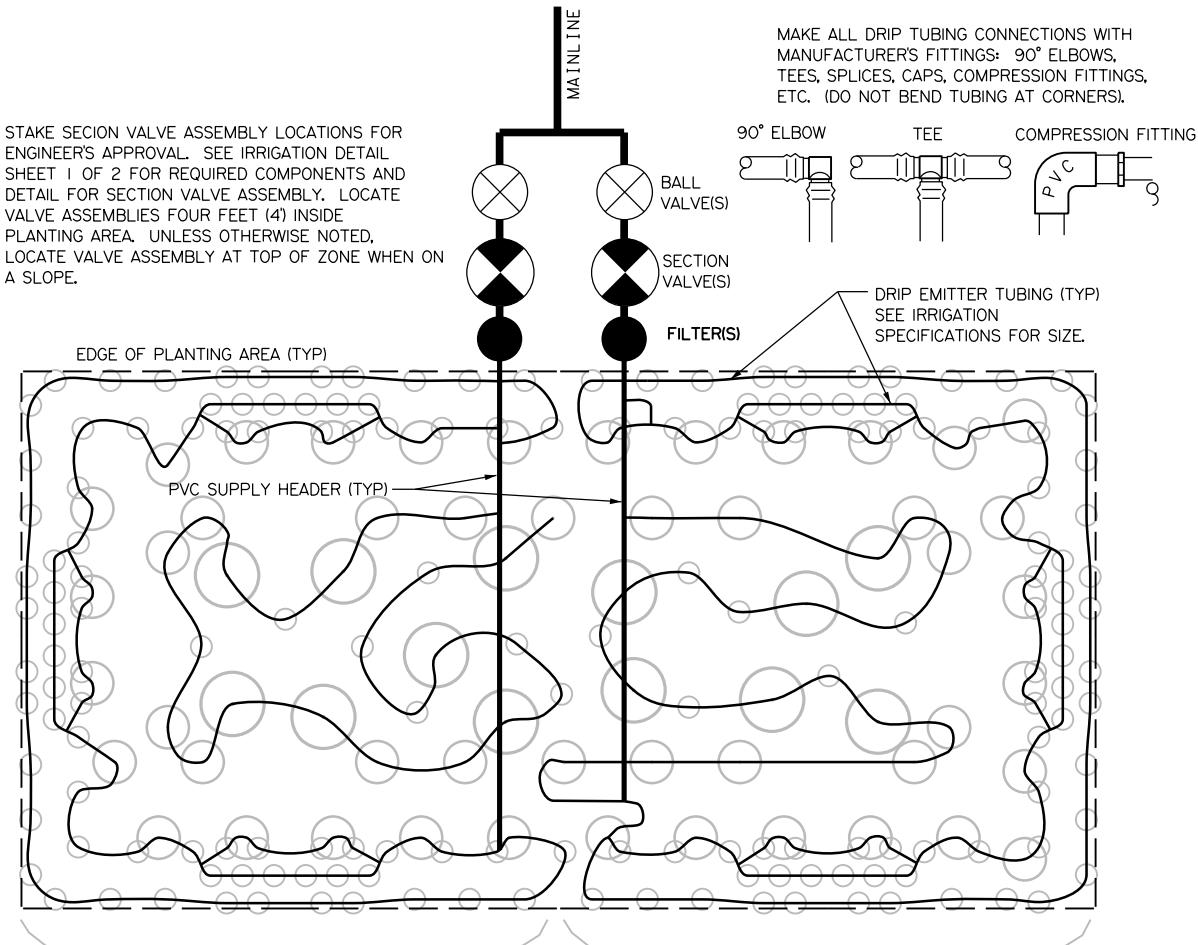 MAINLINE
MAKE ALL DRIP TUBING CONNECTIONS WITH
MANUFACTURER'S FITTINGS: 90° ELBOWS,
TEES, SPLICES, CAPS, COMPRESSION FITTINGS,
ETC. (DO NOT BEND TUBING AT CORNERS).
90° ELBOW
TEE
COMPRESSION FITTING
PVC
STAKE SECION VALVE ASSEMBLY LOCATIONS FOR
ENGINEER'S APPROVAL. SEE IRRIGATION DETAIL
SHEET 1 OF 2 FOR REQUIRED COMPONENTS AND
DETAIL FOR SECTION VALVE ASSEMBLY. LOCATE
VALVE ASSEMBLIES FOUR FEET (4') INSIDE
PLANTING AREA. UNLESS OTHERWISE NOTED,
LOCATE VALVE ASSEMBLY AT TOP OF ZONE WHEN ON
A SLOPE.
BALL
VALVE(S)
SECTION
VALVE(S)
FILTER(S)
DRIP EMITTER TUBING (TYP)
SEE IRRIGATION
SPECIFICATIONS FOR SIZE.
EDGE OF PLANTING AREA (TYP)
PVC SUPPLY HEADER (TYP)